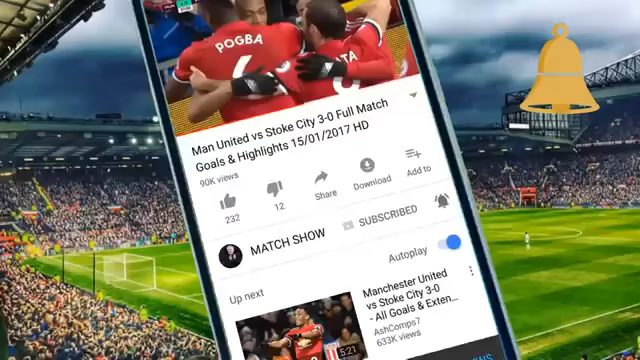 POGBA
6
ATA
Man United vs Stoke City 3-0 Full Match
Goals & Highlights 15/01/2017 HD
90K views
232
12
Share
Download
Add to
MATCH SHOW
SUBSCRIBED
Autoplay
Up next
Manchester United
vs Stoke City 3-0
- All Goals & Exten...
AshComps7
633K views
5:21